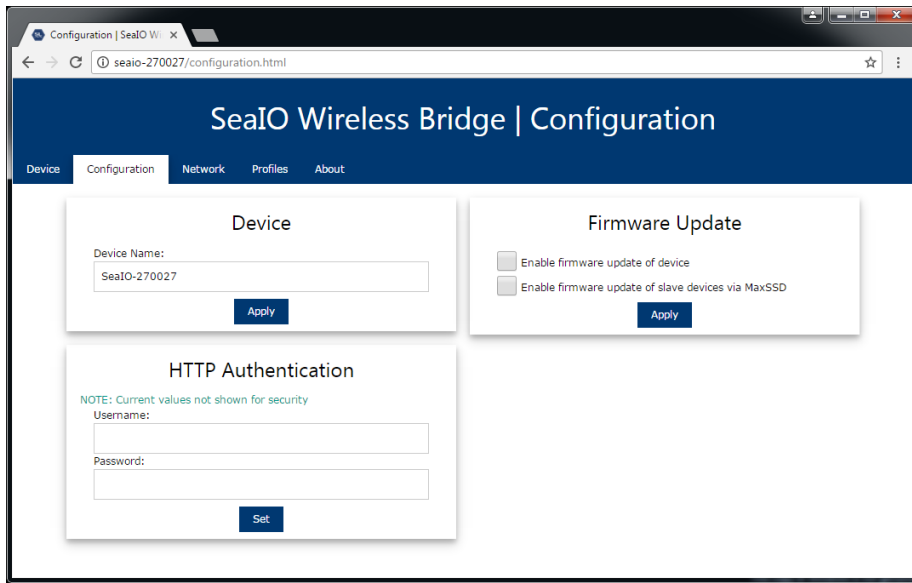 Configuration | SeaIO Wi
seaio-270027/configuration.html
SeaIO Wireless Bridge | Configuration
Device Configuration Network Profiles About
Device
Device Name:
SeaIO-270027
Apply
Firmware Update
Enable firmware update of device
Enable firmware update of slave devices via MaxSSD
Apply
HTTP Authentication
NOTE: Current values not shown for security
Username:
Password:
Set